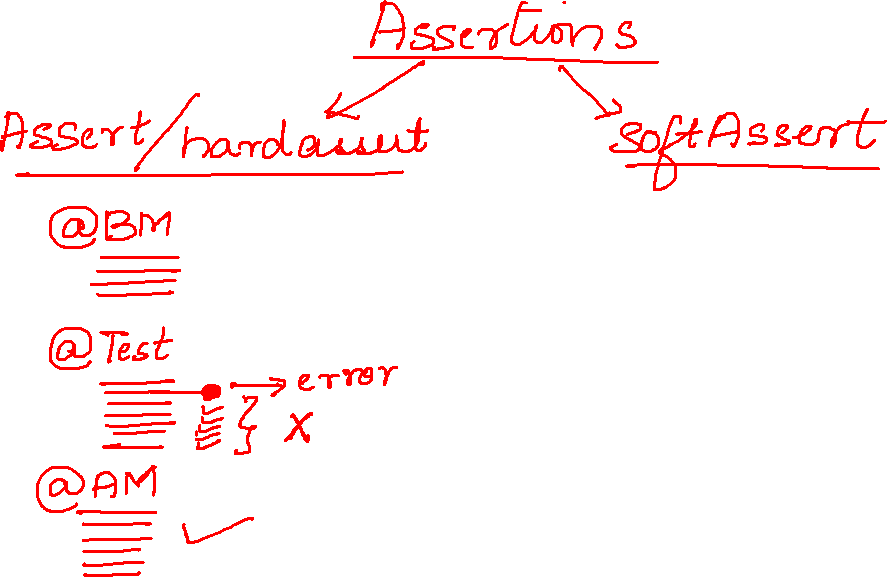 Assertions
Assert/hardassert
softAssert
@BM
@Test
error
X
@AM